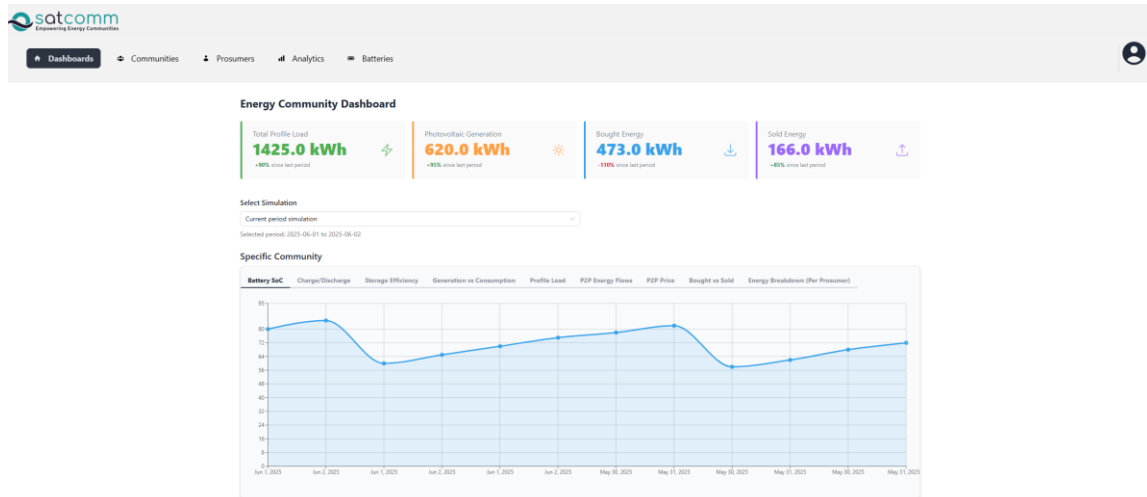 satcomm
Empowering Energy Communities
Dashboards Communities Prosumers Analytics Batteries
Energy Community Dashboard
Total Profile Load
1425.0 kWh
+90% since last period
Photovoltaic Generation
620.0 kWh
+95% since last period
Bought Energy
473.0 kWh
-110% since last period
Sold Energy
166.0 kWh
+85% since last period
Select Simulation
Current period simulation
Selected period: 2025-06-01 to 2025-06-02
Specific Community
Battery SoC Charge/Discharge Storage Efficiency Generation vs Consumption Profile Load P2P Energy Flows P2P Price Bought vs Sold Energy Breakdown (Per Prosumer)
95
80
72
64
56
48
40
32
24
16
8
0
Jun 1, 2025 Jun 2, 2025 Jun 1, 2025 Jun 2, 2025 Jun 1, 2025 Jun 2, 2025 May 30, 2025 May 31, 2025 May 30, 2025 May 31, 2025 May 30, 2025 May 31, 2025